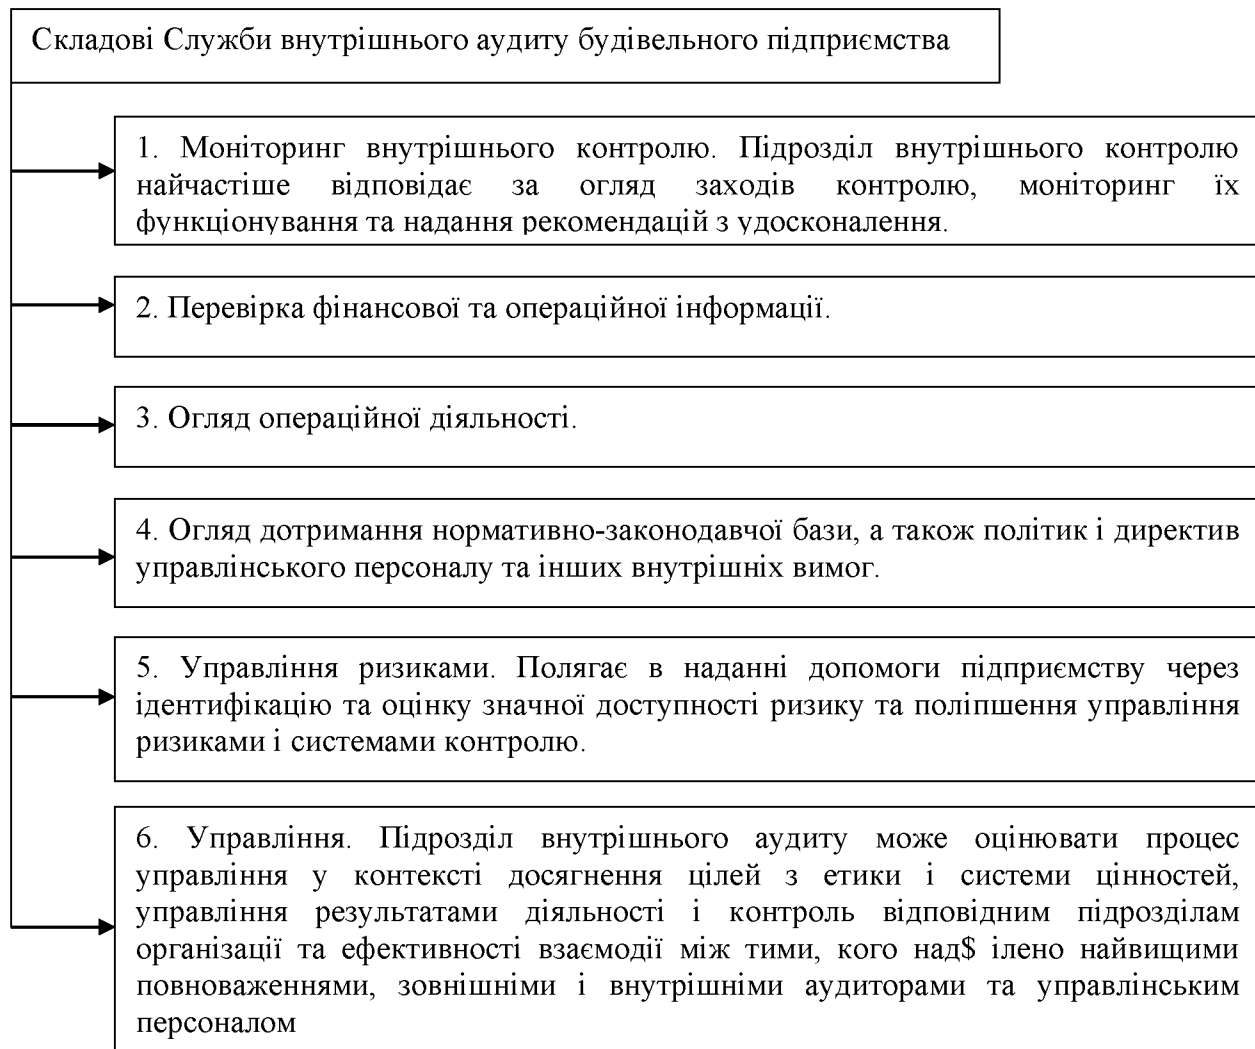 Складові Служби внутрішнього аудиту будівельного підприємства
1. Моніторинг внутрішнього контролю. Підрозділ внутрішнього контролю
найчастіше відповідає за огляд заходів контролю, моніторинг їх
функціонування та надання рекомендацій з удосконалення.
2. Перевірка фінансової та операційної інформації.
3. Огляд операційної діяльності.
4. Огляд дотримання нормативно-законодавчої бази, а також політик і директив
управлінського персоналу та інших внутрішніх вимог.
5. Управління ризиками. Полягає в наданні допомоги підприємству через
ідентифікацію та оцінку значної доступності ризику та поліпшення управління
ризиками і системами контролю.
6. Управління. Підрозділ внутрішнього аудиту може оцінювати процес
управління у контексті досягнення цілей з етики і системи цінностей,
управління результатами діяльності і контроль відповідним підрозділам
організації та ефективності взаємодії між тими, кого над$ ілено найвищими
повноваженнями, зовнішніми і внутрішніми аудиторами та управлінським
персоналом